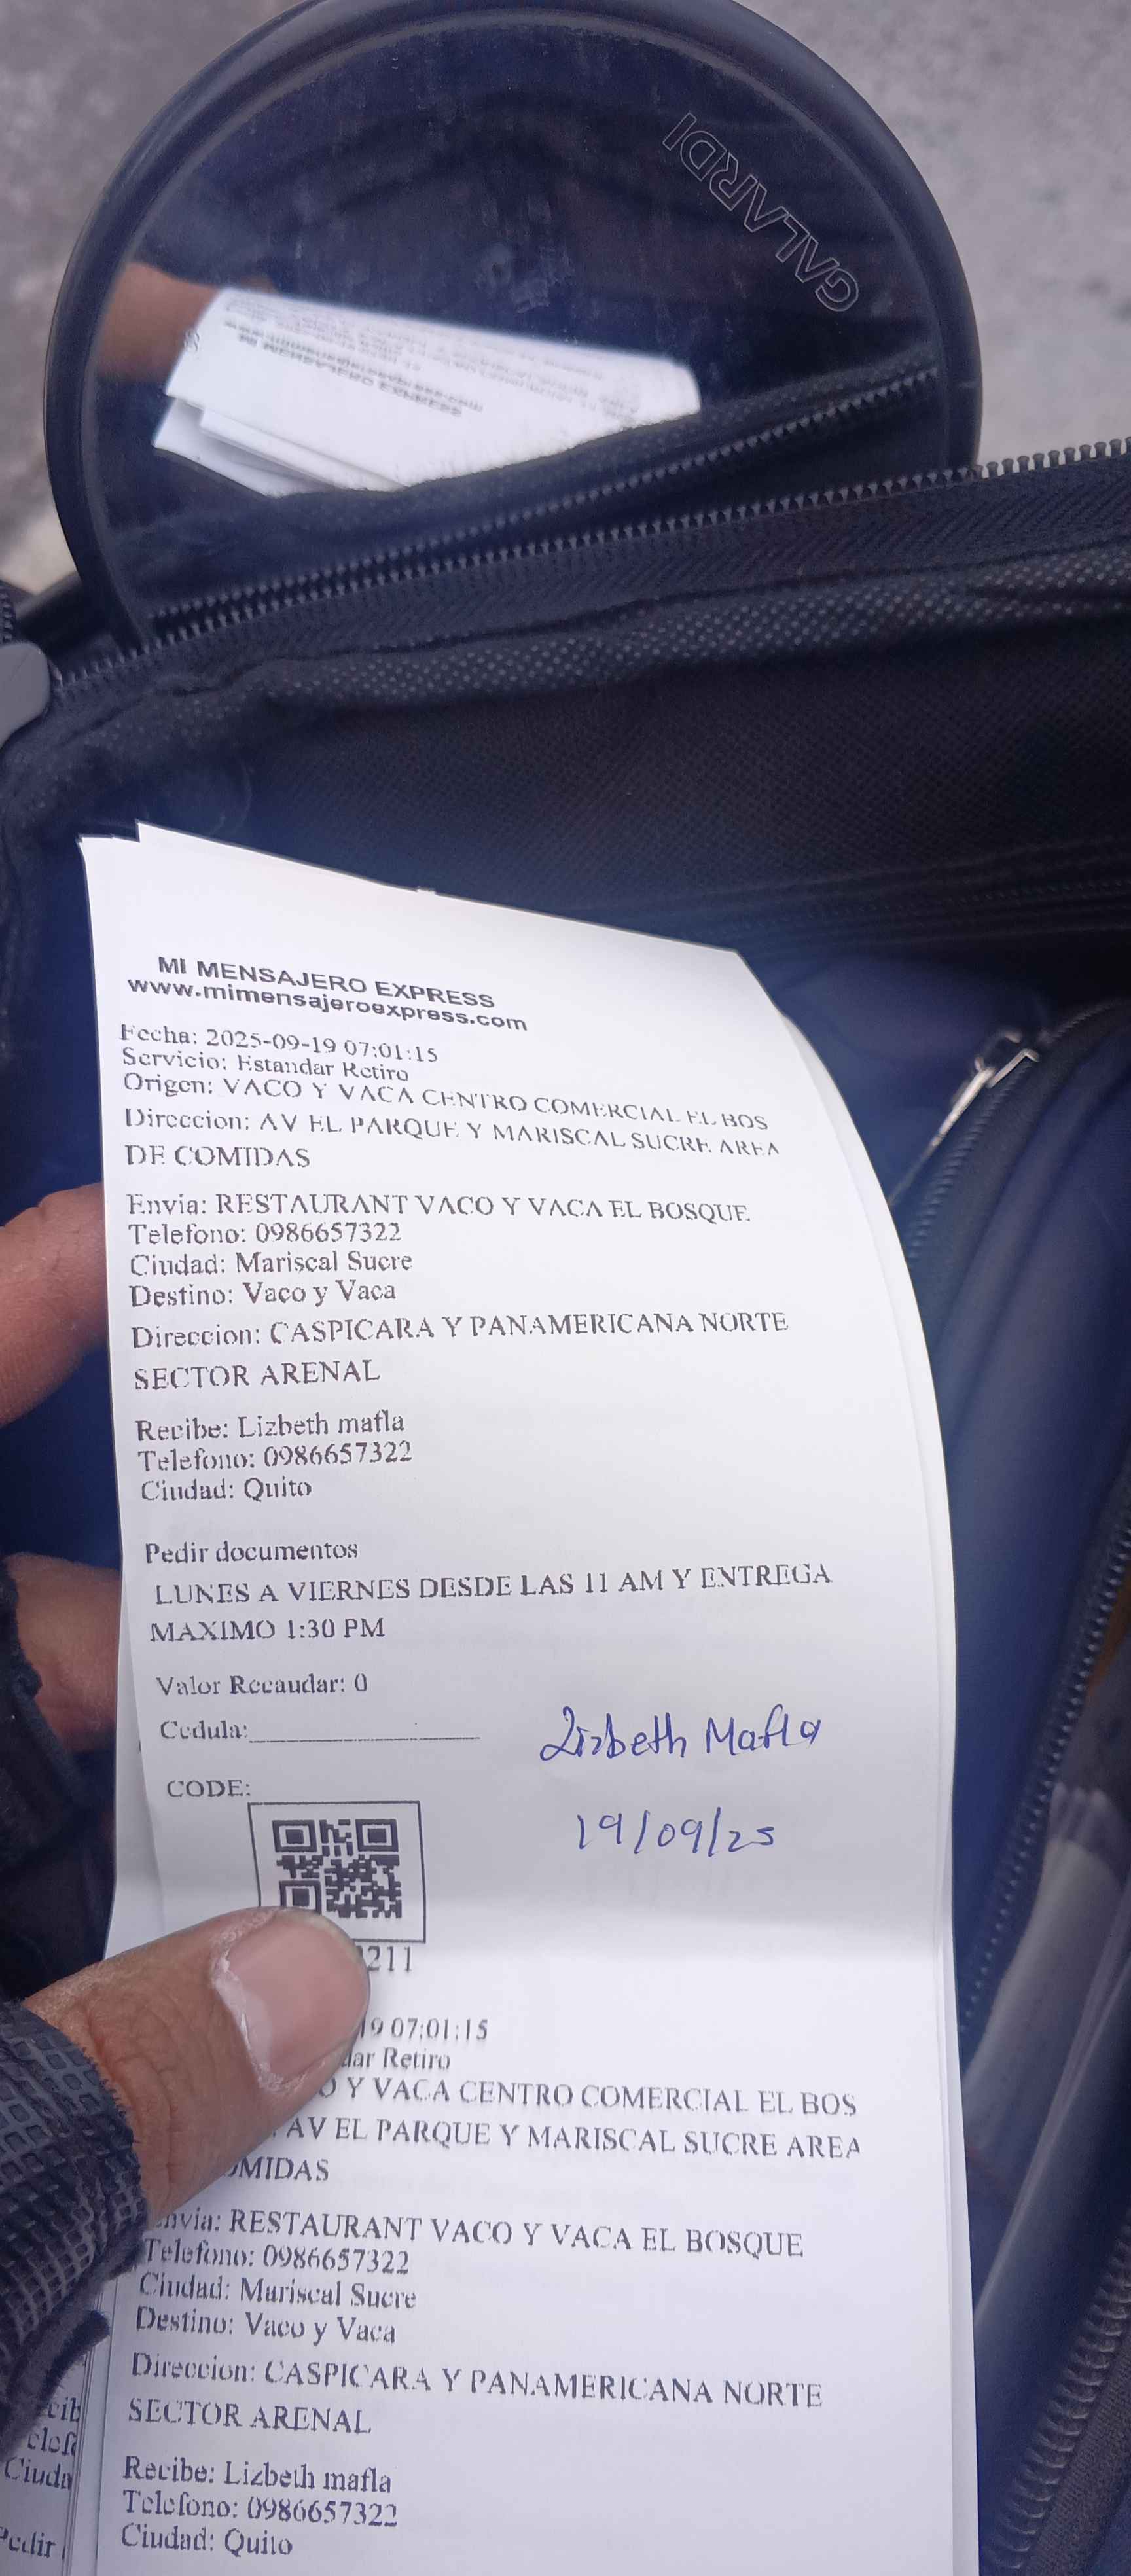 GALARDI
MI MENSAJERO EXPRESS
www.mimensajeroexpress.com
Fecha: 2025-09-19 07:01:15
Servicio: Estandar Retiro
Origen: VACO Y VACA CENTRO COMERCIAL EL BOS
Direccion: AV EL PARQUE Y MARISCAL SUCRE AREA
DE COMIDAS
Envia: RESTAURANT VACO Y VACA EL BOSQUE
Telefono: 0986657322
Ciudad: Mariscal Sucre
Destino: Vaco y Vaca
Direccion: CASPICARA Y PANAMERICANA NORTE
SECTOR ARENAL
Recibe: Lizbeth mafla
Telefono: 0986657322
Ciudad: Quito
Pedir documentos
LUNES A VIERNES DESDE LAS 11 AM Y ENTREGA
MAXIMO 1:30 PM
Valor Recaudar: 0
Cedula:
Lizbeth Mafla
CODE:
19/09/25
211
19 07:01:15
dar Retiro
O Y VACA CENTRO COMERCIAL EL BOS
AV EL PARQUE Y MARISCAL SUCRE AREA
OMIDAS
Envia: RESTAURANT VACO Y VACA EL BOSQUE
Telefono: 0986657322
Ciudad: Mariscal Sucre
Destino: Vaco y Vaca
Direccion: CASPICARA Y PANAMERICANA NORTE
SECTOR ARENAL
Recibe: Lizbeth mafla
Telefono: 0986657322
Ciudad: Quito